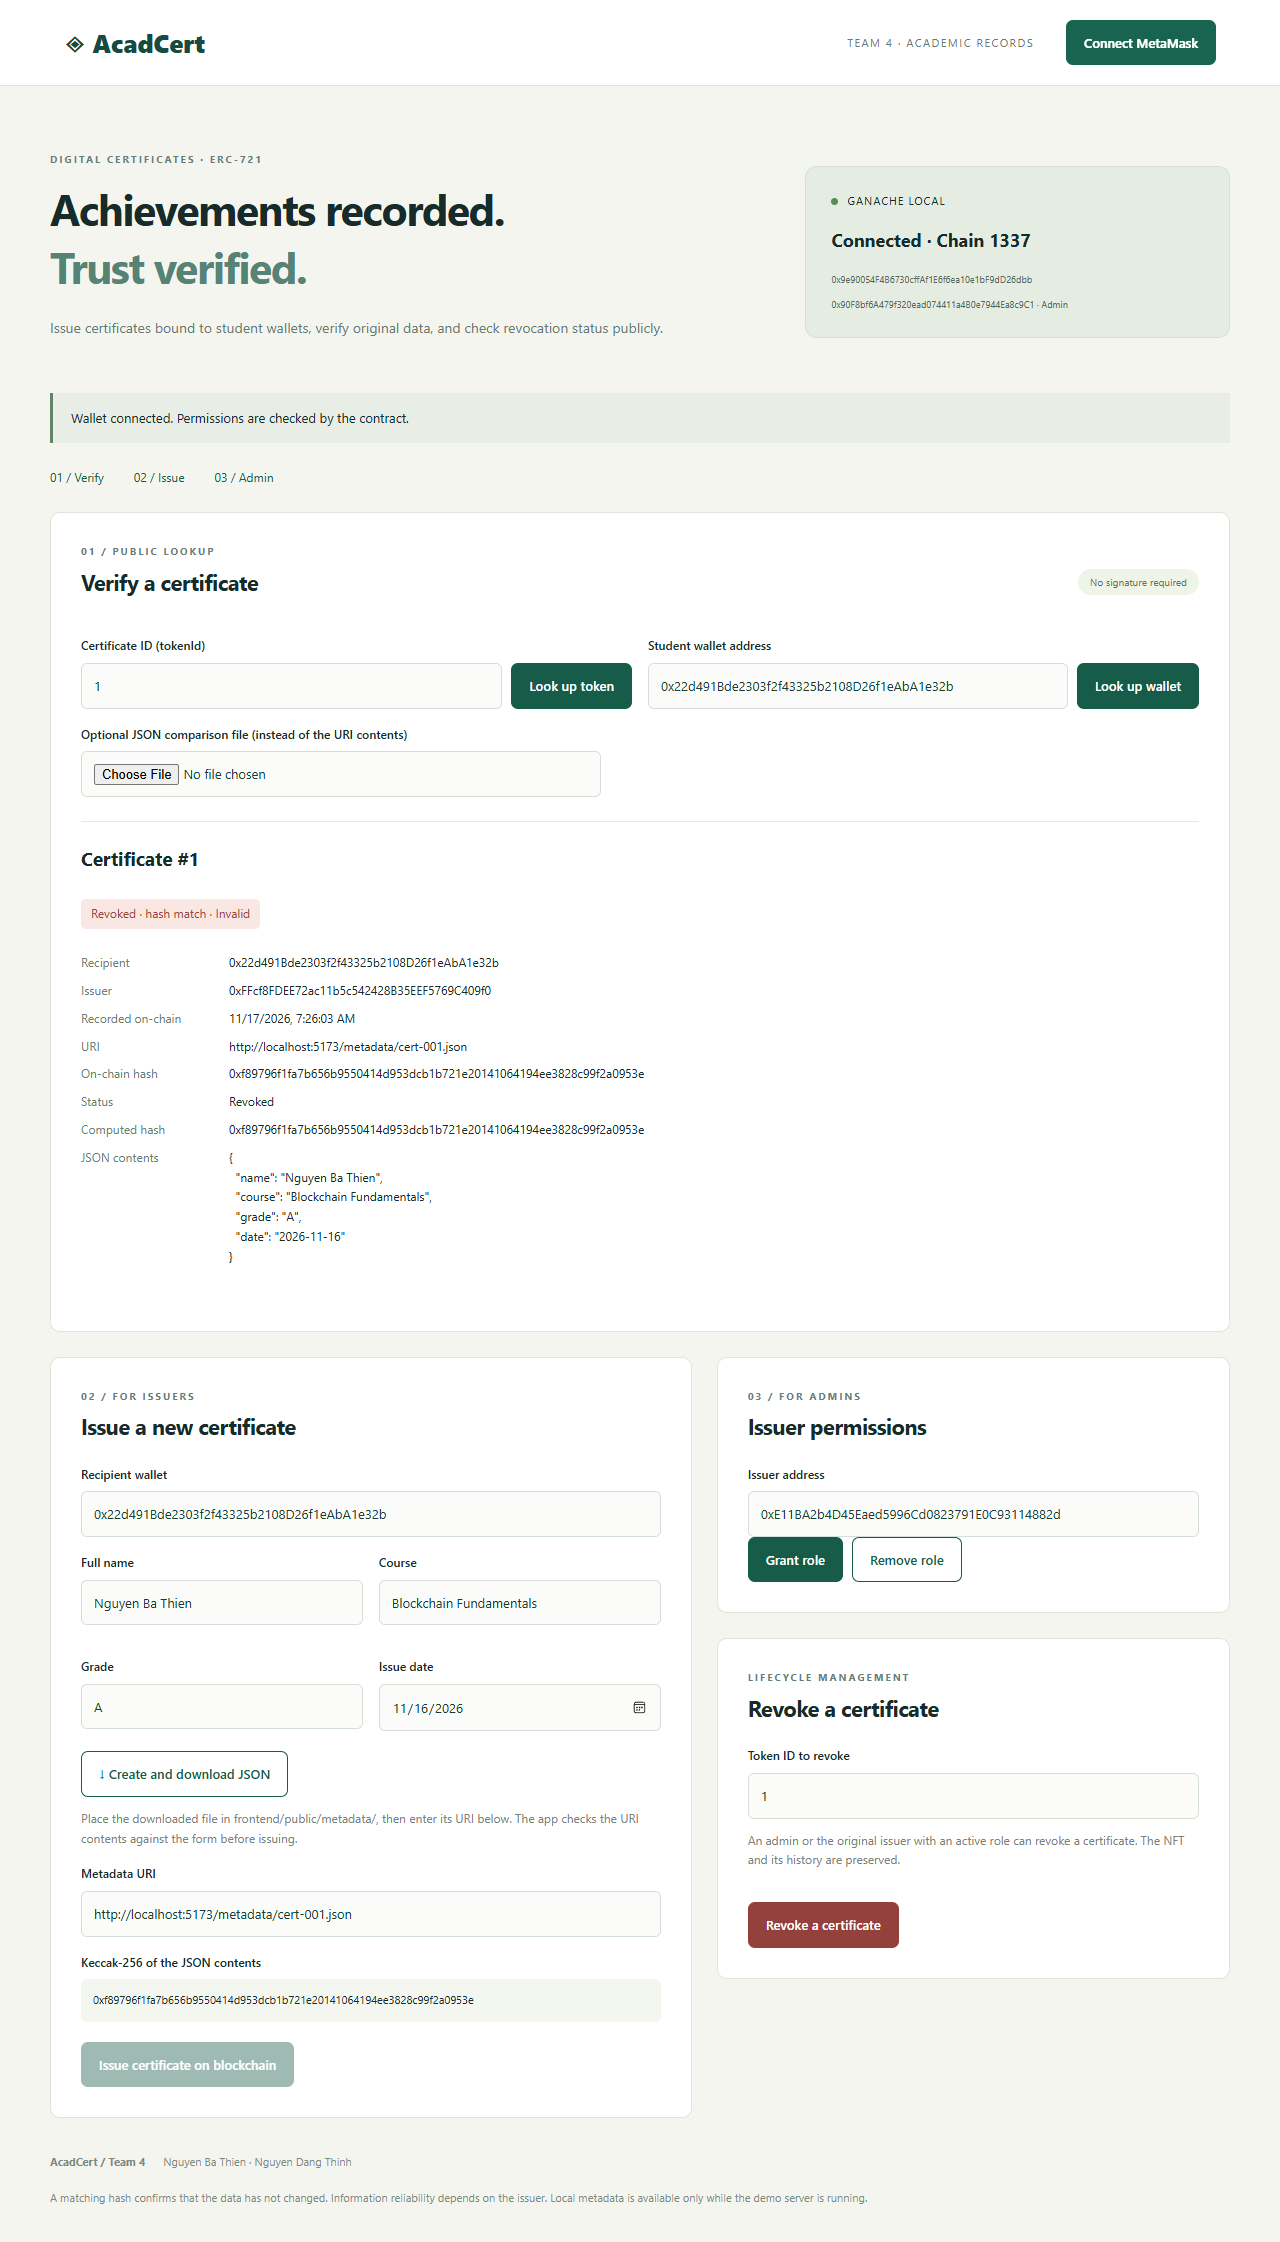 AcadCert
TEAM 4 · ACADEMIC RECORDS
Connect MetaMask
DIGITAL CERTIFICATES · ERC-721
Achievements recorded.
Trust verified.
Issue certificates bound to student wallets, verify original data, and check revocation status publicly.
GANACHE LOCAL
Connected · Chain 1337
0x9e90054F4B6730cffAf1E6f6ea10e1bF9dD26dbb
0x90F8bf6A479f320ead074411a4B0e7944Ea8c9C1 · Admin
Wallet connected. Permissions are checked by the contract.
01 / Verify 02 / Issue 03 / Admin
01 / PUBLIC LOOKUP
Verify a certificate
No signature required
Certificate ID (tokenId)
1
Look up token
Student wallet address
0x22d491Bde2303f2f43325b2108D26f1eAbA1e32b
Look up wallet
Optional JSON comparison file (instead of the URI contents)
Choose File No file chosen
Certificate #1
Revoked · hash match · Invalid
Recipient 0x22d491Bde2303f2f43325b2108D26f1eAbA1e32b
Issuer 0xFFcf8FDEE72ac11b5c542428B35EEF5769C409f0
Recorded on-chain 11/17/2026, 7:26:03 AM
URI http://localhost:5173/metadata/cert-001.json
On-chain hash 0xf89796f1fa7b656b9550414d953dcb1b721e20141064194ee3828c99f2a0953e
Status Revoked
Computed hash 0xf89796f1fa7b656b9550414d953dcb1b721e20141064194ee3828c99f2a0953e
JSON contents {
"name": "Nguyen Ba Thien",
"course": "Blockchain Fundamentals",
"grade": "A",
"date": "2026-11-16"
}
02 / FOR ISSUERS
Issue a new certificate
Recipient wallet
0x22d491Bde2303f2f43325b2108D26f1eAbA1e32b
Full name
Nguyen Ba Thien
Course
Blockchain Fundamentals
Grade
A
Issue date
11/16/2026
↓ Create and download JSON
Place the downloaded file in frontend/public/metadata/, then enter its URI below. The app checks the URI
contents against the form before issuing.
Metadata URI
http://localhost:5173/metadata/cert-001.json
Keccak-256 of the JSON contents
0xf89796f1fa7b656b9550414d953dcb1b721e20141064194ee3828c99f2a0953e
Issue certificate on blockchain
03 / FOR ADMINS
Issuer permissions
Issuer address
0xE11BA2b4D45Eaed5996Cd0823791E0C93114882d
Grant role
Remove role
LIFECYCLE MANAGEMENT
Revoke a certificate
Token ID to revoke
1
An admin or the original issuer with an active role can revoke a certificate. The NFT
and its history are preserved.
Revoke a certificate
AcadCert / Team 4 Nguyen Ba Thien · Nguyen Dang Thinh
A matching hash confirms that the data has not changed. Information reliability depends on the issuer. Local metadata is available only while the demo server is running.